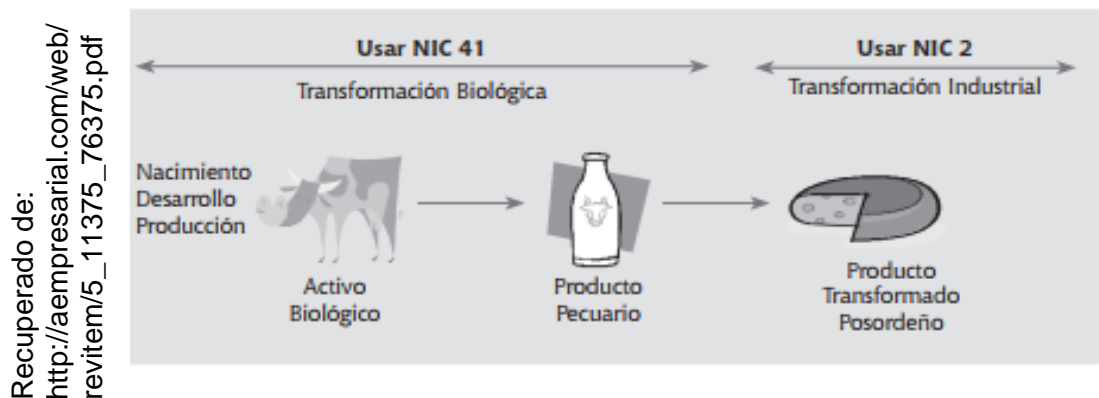 Recuperado de:
http://aempresarial.com/web/
revitem/5_11375_76375.pdf
Usar NIC 41
Usar NIC 2
Transformación Biológica
Transformación Industrial
Nacimiento
Desarrollo
Producción
Activo
Biológico
Producto
Pecuario
Producto
Transformado
Posordeño